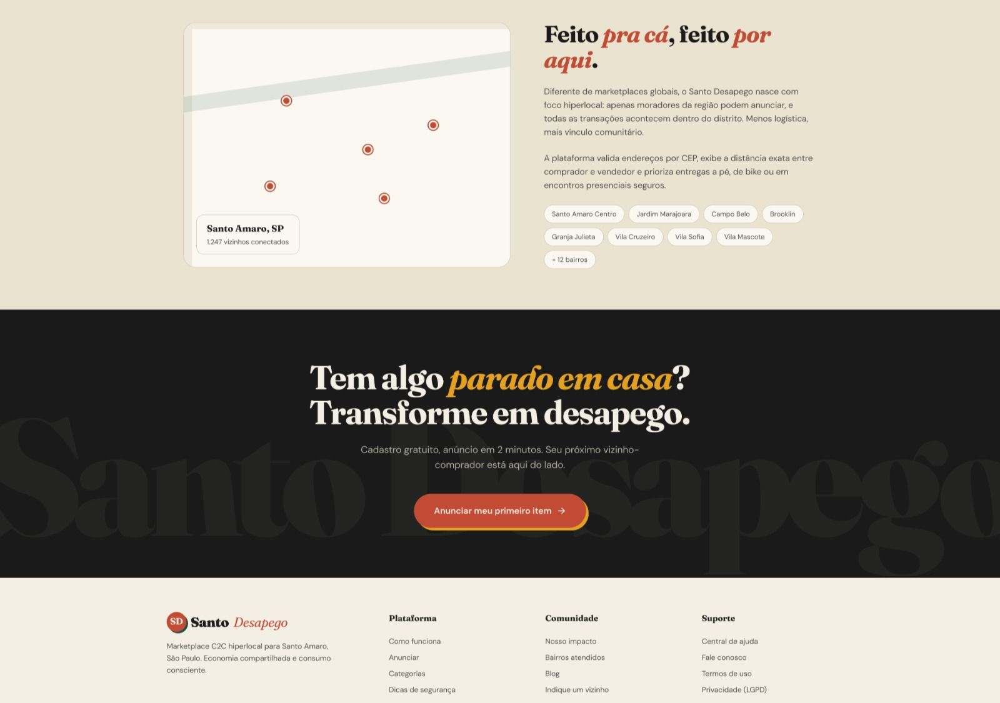 Santo Amaro, SP
1.247 vizinhos conectados
Feito pra cá, feito por
aqui.
Diferente de marketplaces globais, o Santo Desapego nasce com
foco hiperlocal: apenas moradores da região podem anunciar, e
todas as transações acontecem dentro do distrito. Menos logística,
mais vínculo comunitário.
A plataforma valida endereços por CEP, exibe a distância exata entre
comprador e vendedor e prioriza entregas a pé, de bike ou em
encontros presenciais seguros.
Santo Amaro Centro
Jardim Marajoara
Campo Belo
Brooklin
Granja Julieta
Vila Cruzeiro
Vila Sofia
Vila Mascote
+ 12 bairros
Santo Desapego
Tem algo parado em casa?
Transforme em desapego.
Cadastro gratuito, anúncio em 2 minutos. Seu próximo vizinho-
comprador está aqui do lado.
Anunciar meu primeiro item →
SD Santo Desapego
Marketplace C2C hiperlocal para Santo Amaro,
São Paulo. Economia compartilhada e consumo
consciente.
Plataforma
Como funciona
Anunciar
Categorias
Dicas de segurança
Comunidade
Nosso impacto
Bairros atendidos
Blog
Indique um vizinho
Suporte
Central de ajuda
Fale conosco
Termos de uso
Privacidade (LGPD)